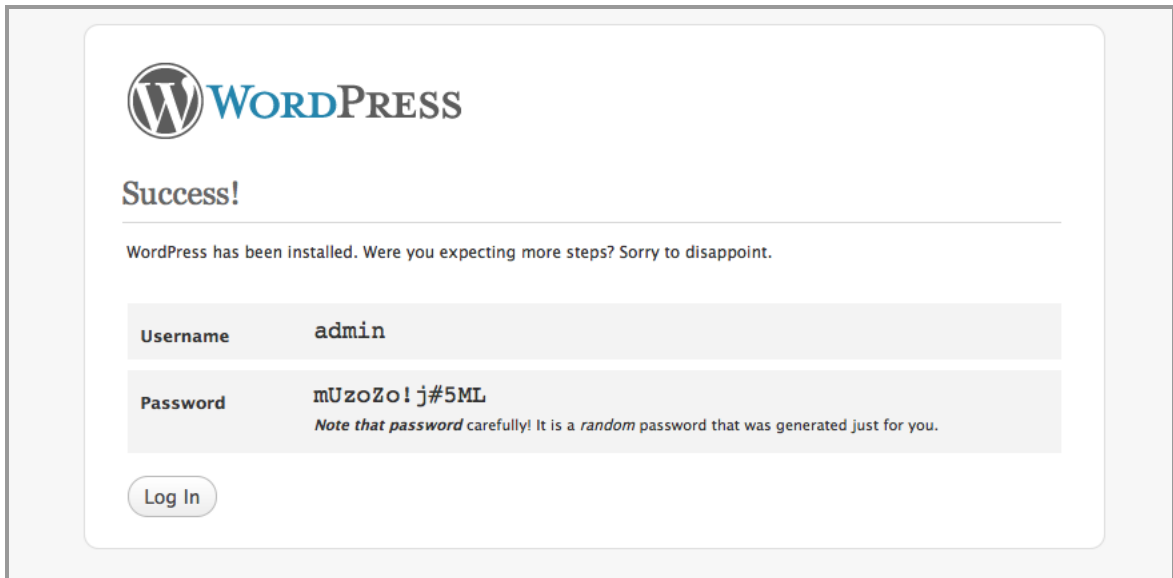 WORDPRESS
Success!
WordPress has been installed. Were you expecting more steps? Sorry to disappoint.
Username admin
Password mUzoZo!j#5ML
Note that password carefully! It is a random password that was generated just for you.
Log In